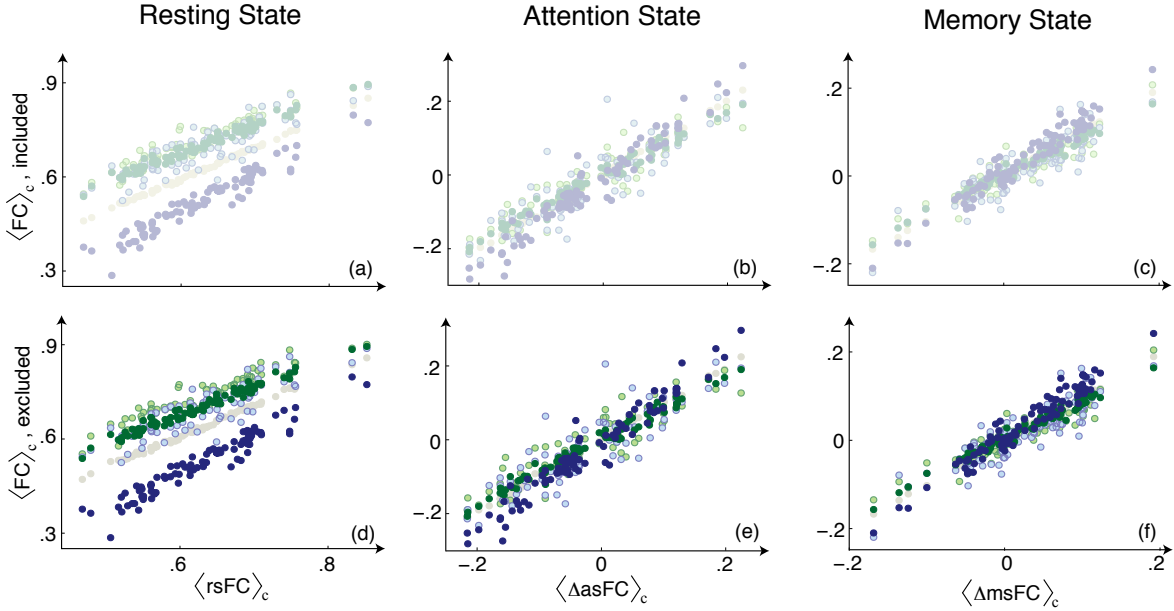 Resting State
Attention State
Memory State
⟨FC⟩c , included
.9
.6
.3
(a)
.2
0
−.2
(b)
.2
0
−.2
(c)
⟨FC⟩c , excluded
.9
.6
.3
(d)
.6
.8
⟨rsFC⟩c
.2
0
−.2
(e)
−.2
0
.2
⟨ΔasFC⟩c
.2
0
−.2
(f)
−.2
0
.2
⟨ΔmsFC⟩c